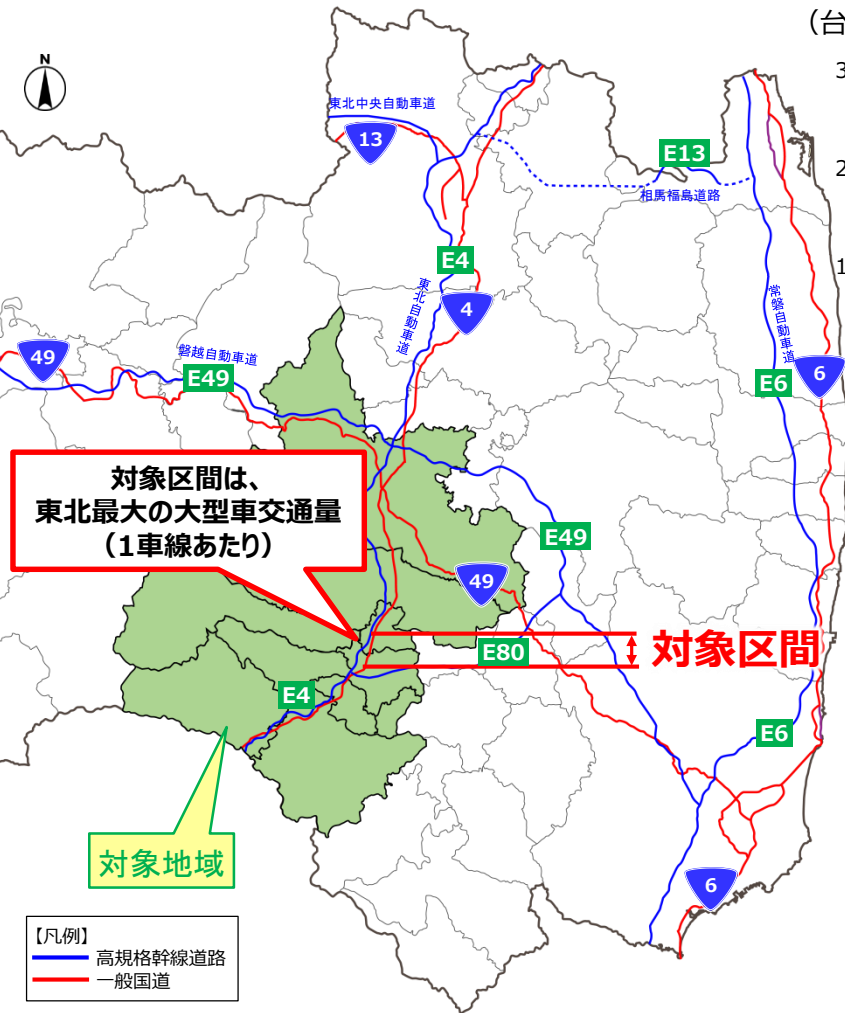 (台
3
2
1
N
東北中央自動車道
13
E13
相馬福島道路
E4
東北自動車道
4
常磐自動車道
49
磐越自動車道
E49
E6
6
対象区間は、
東北最大の大型車交通量
(1車線あたり)
E49
49
対象区間
E80
E4
E6
対象地域
6
【凡例】
高規格幹線道路
一般国道